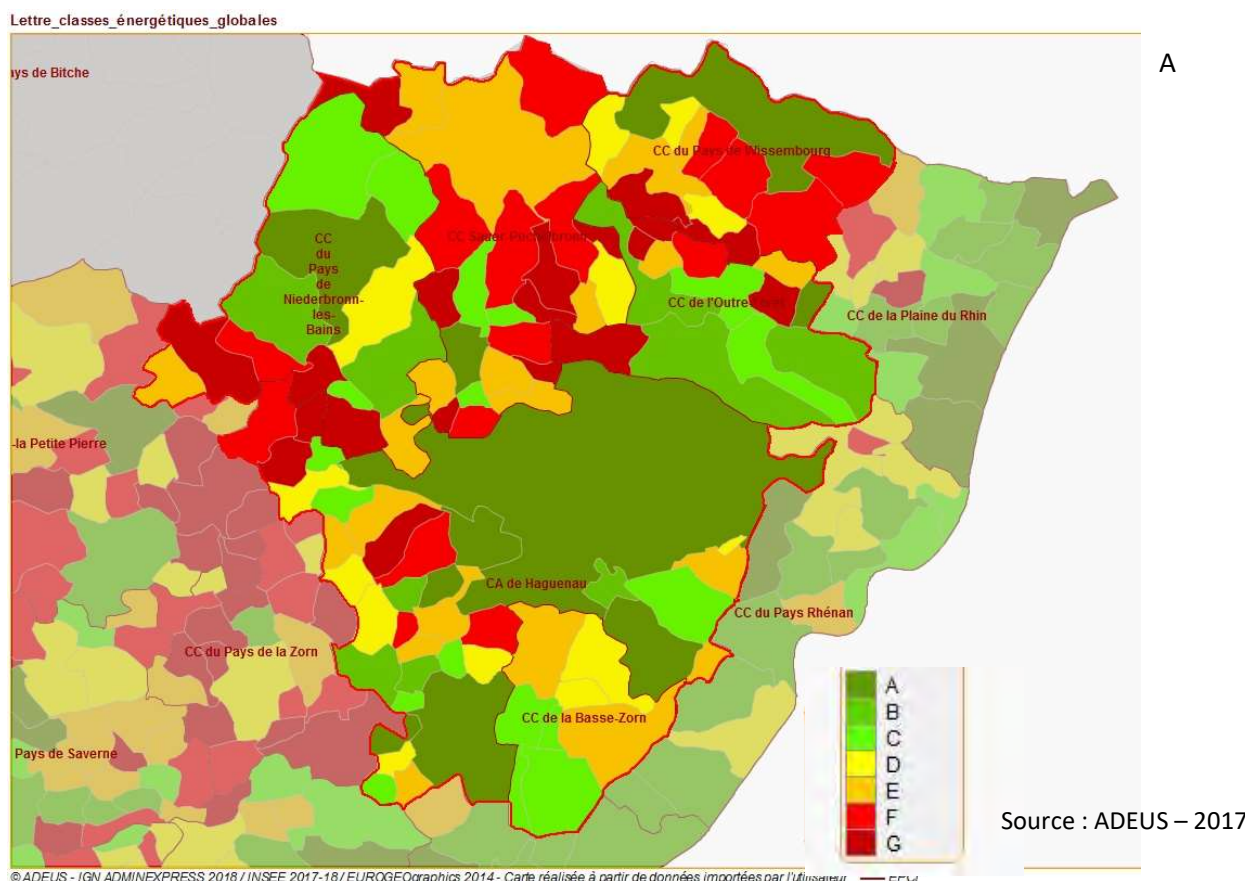 Lettre_classes_énergétiques_globales
A
ays de Bitche
CC du Pays de Wissembourg
CC
du
Pays
de
Niederbronn-
les-
Bains
CC de l'Outre-Forêt
CC de la Plaine du Rhin
-la Petite Pierre
CA de Haguenau
CC du Pays Rhénan
CC du Pays de la Zorn
CC de la Basse-Zorn
Pays de Saverne
A
B
C
D
E
F
G
Source : ADEUS – 2017
© ADEUS - IGN ADMINEXPRESS 2018 / INSEE 2017-18 / EUROGEOgraphics 2014 - Carte réalisée à partir de données importées par l'utilisateur